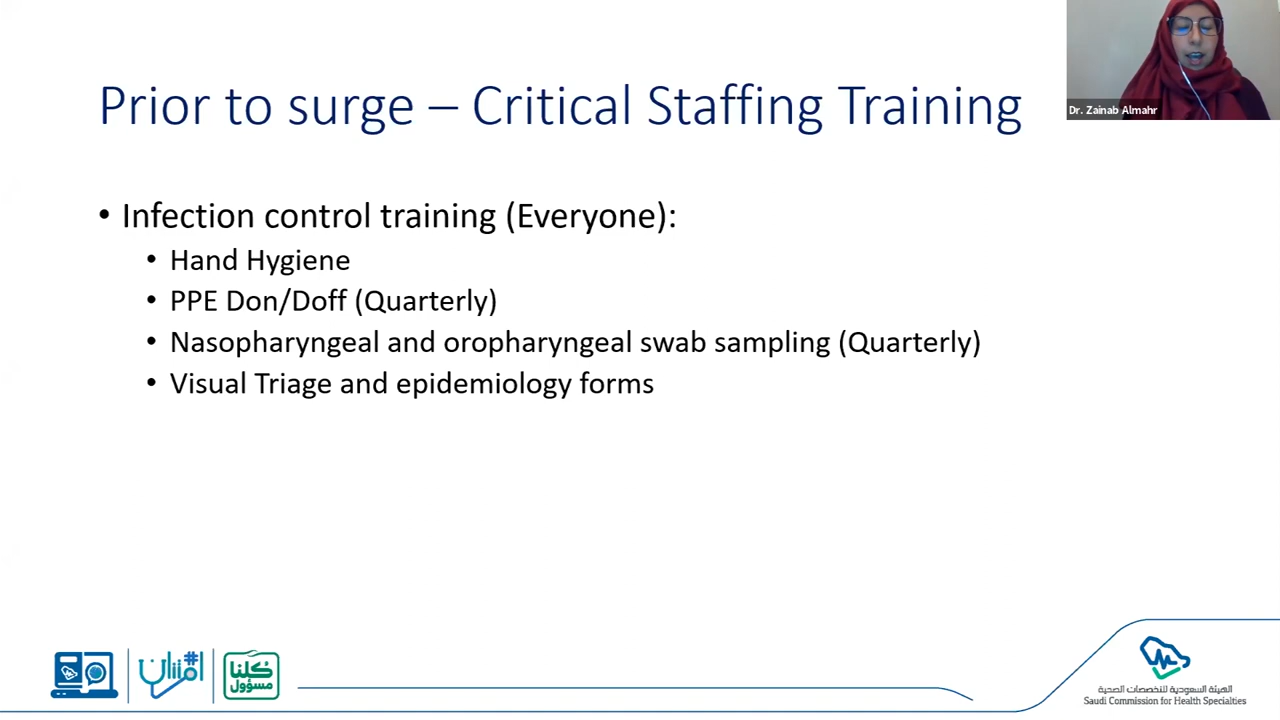 Prior to surge – Critical Staffing Training
Dr. Zainab Almahr
• Infection control training (Everyone):
• Hand Hygiene
• PPE Don/Doff (Quarterly)
• Nasopharyngeal and oropharyngeal swab sampling (Quarterly)
• Visual Triage and epidemiology forms
#امتنان
كلنا
مسؤول
الهيئة السعودية للتخصصات الصحية
Saudi Commission for Health Specialties